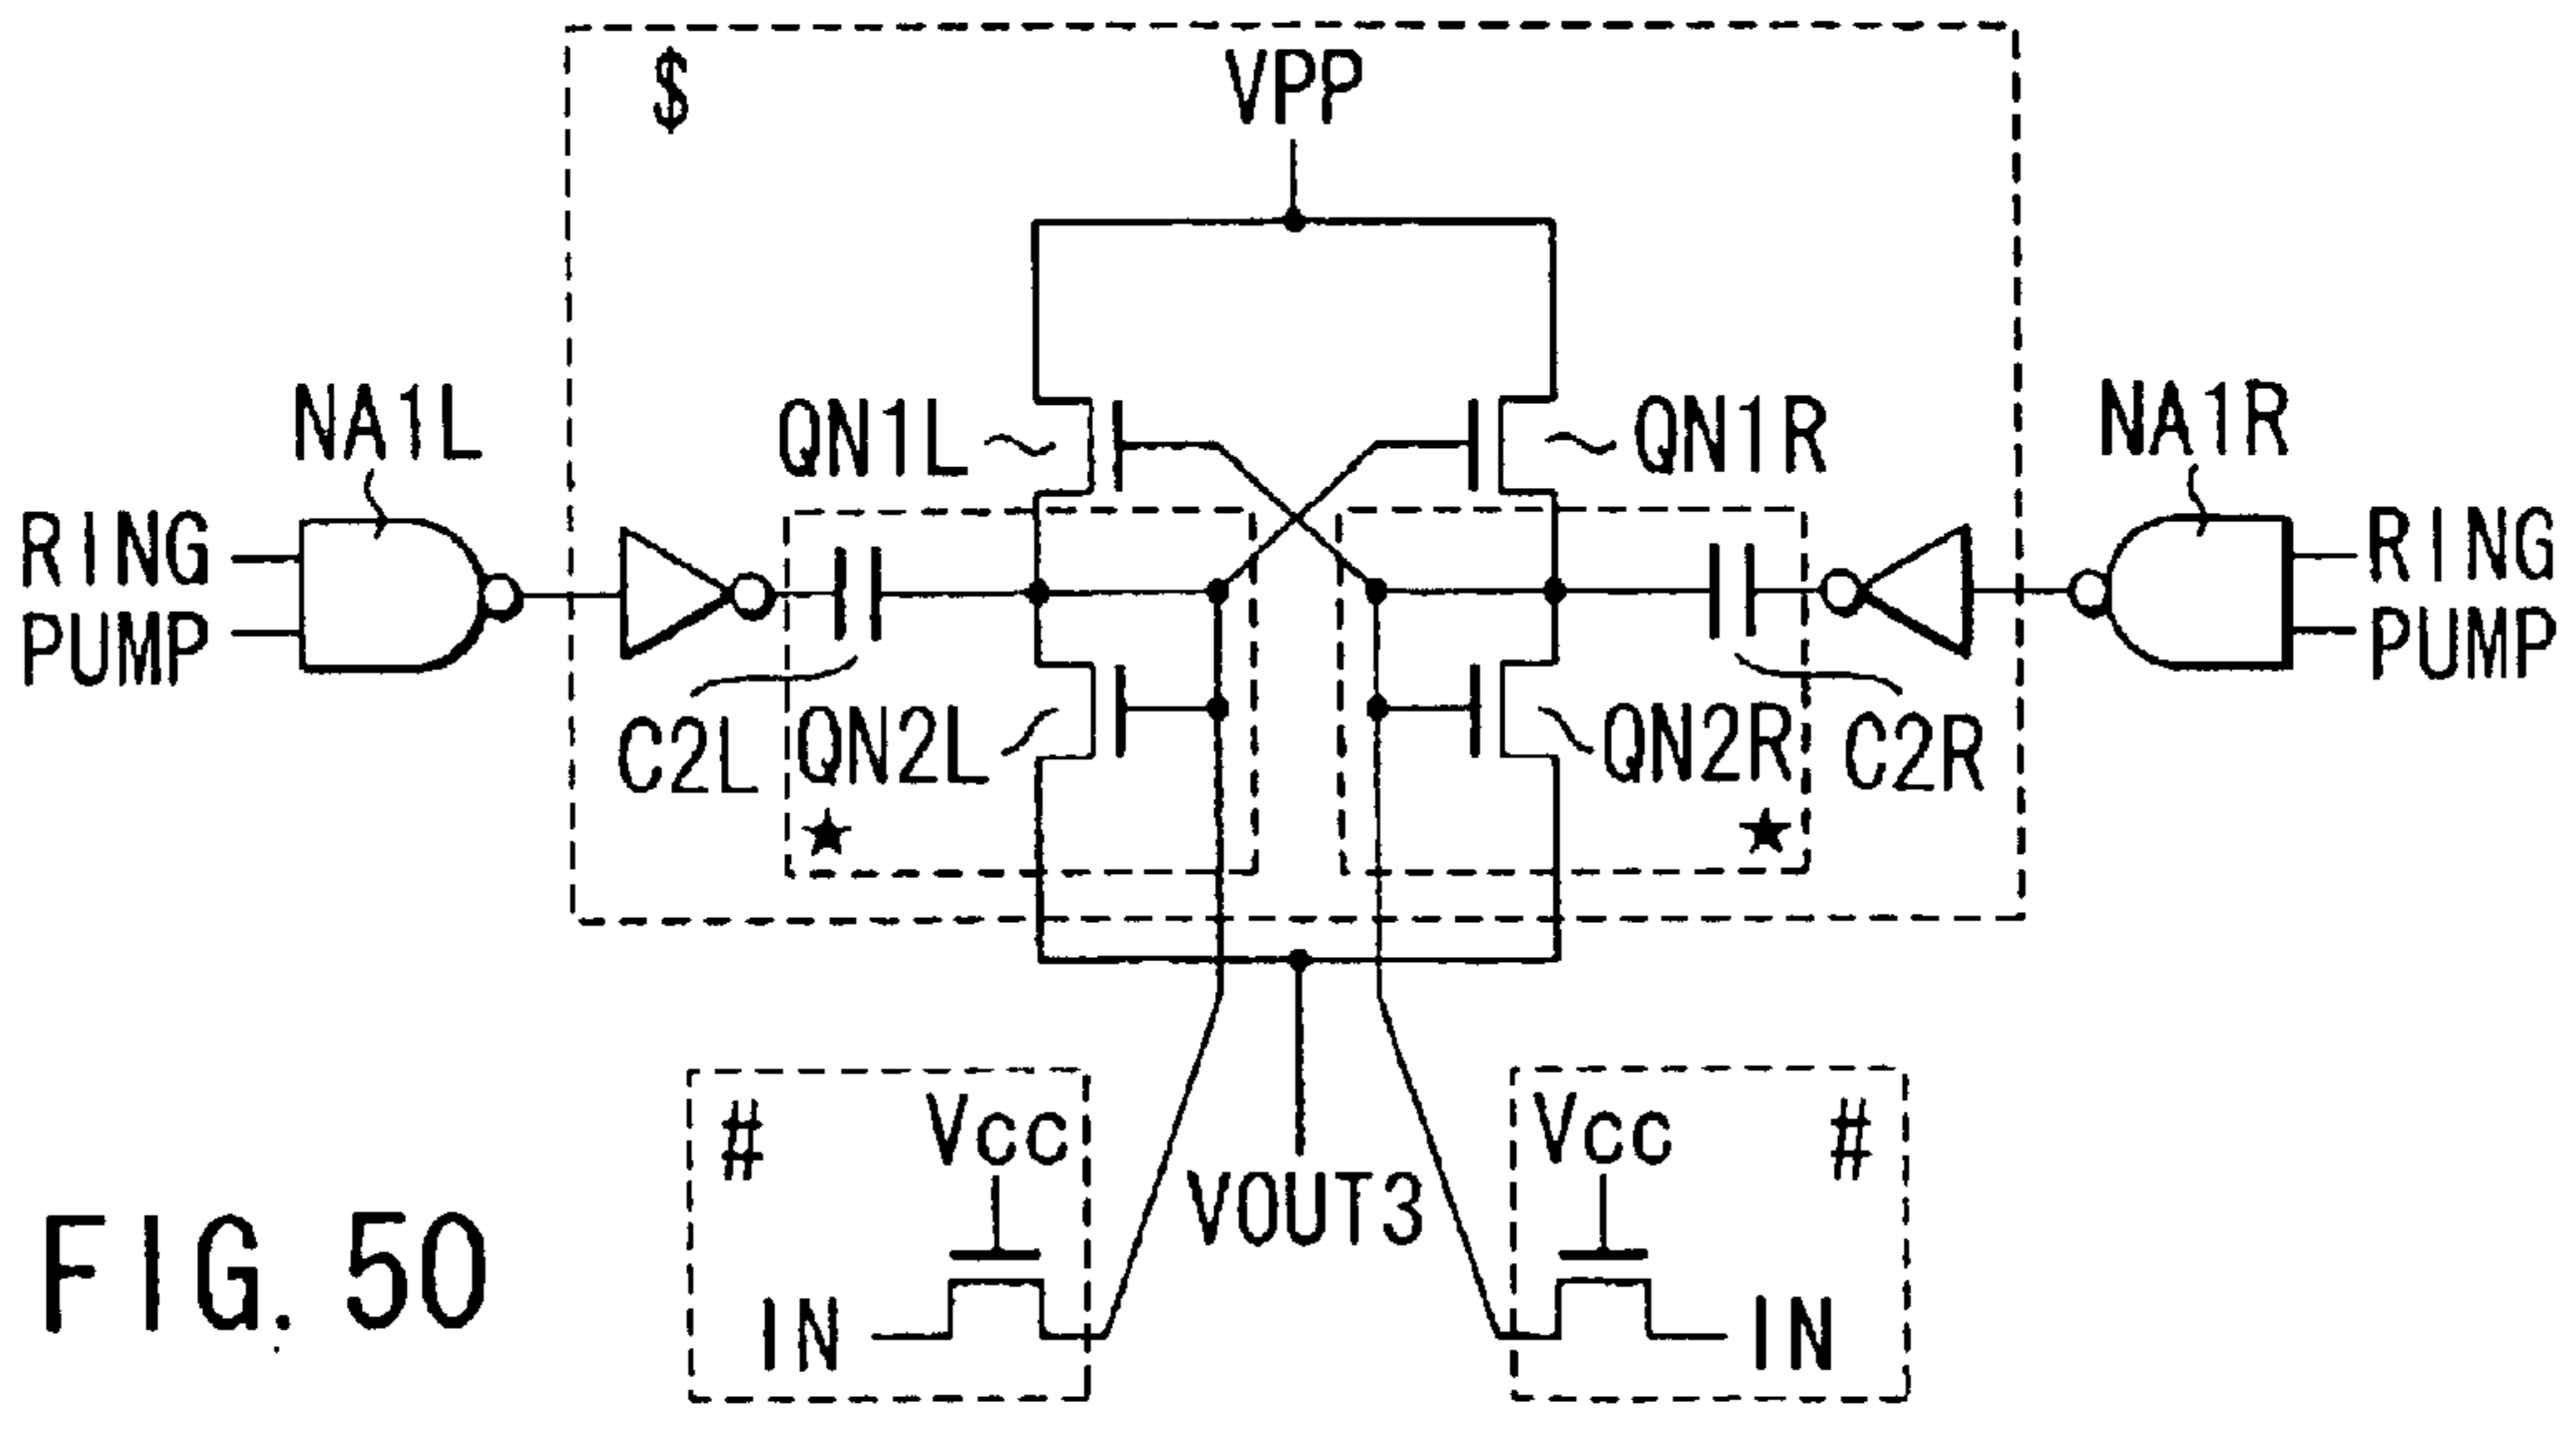 $
VPP
NA1L
QN1L
QN1R
NA1R
RING
PUMP
RING
PUMP
C2L
QN2L
QN2R
C2R
★
★
#
Vcc
VOUT3
Vcc
#
IN
IN
FIG. 50